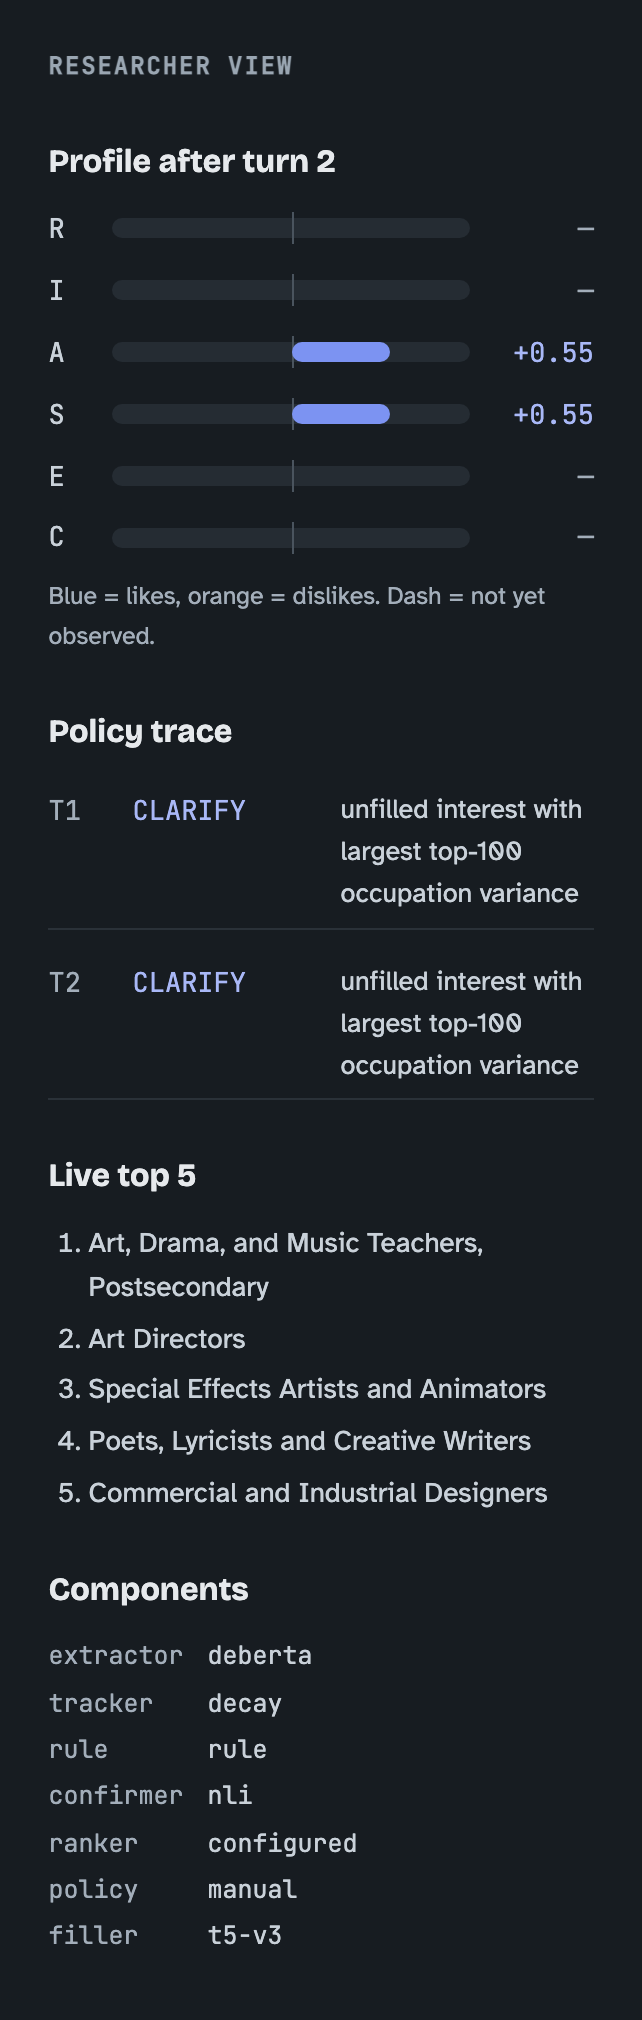 RESEARCHER VIEW
Profile after turn 2
R –
I –
A +0.55
S +0.55
E –
C –
Blue = likes, orange = dislikes. Dash = not yet
observed.
Policy trace
T1 CLARIFY unfilled interest with
largest top-100
occupation variance
T2 CLARIFY unfilled interest with
largest top-100
occupation variance
Live top 5
1. Art, Drama, and Music Teachers,
Postsecondary
2. Art Directors
3. Special Effects Artists and Animators
4. Poets, Lyricists and Creative Writers
5. Commercial and Industrial Designers
Components
extractor deberta
tracker decay
rule rule
confirmer nli
ranker configured
policy manual
filler t5-v3